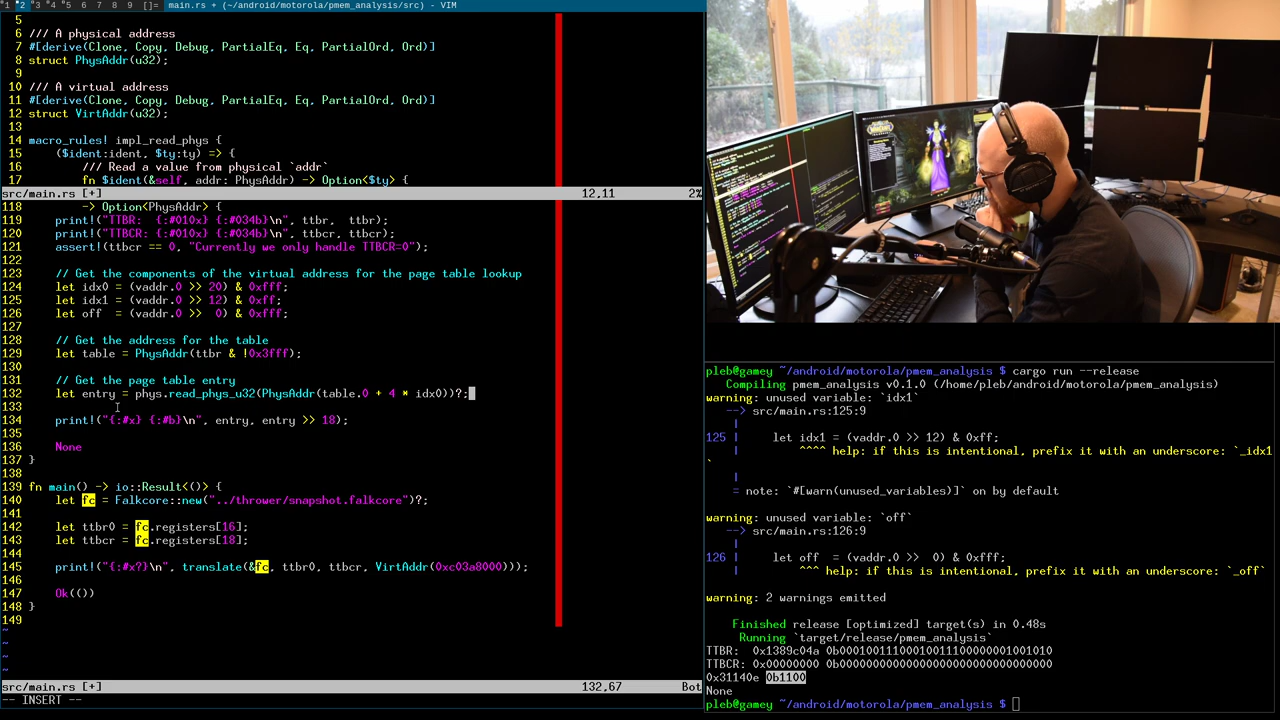 1 2 3 4 5 6 7 8 9 []= main.rs + (~/android/motorola/pmem_analysis/src) - VIM
5
6 /// A physical address
7 #[derive(Clone, Copy, Debug, PartialEq, Eq, PartialOrd, Ord)]
8 struct PhysAddr(u32);
9
10 /// A virtual address
11 #[derive(Clone, Copy, Debug, PartialEq, Eq, PartialOrd, Ord)]
12 struct VirtAddr(u32);
13
14 macro_rules! impl_read_phys {
15     ($ident:ident, $ty:ty) => {
16         /// Read a value from physical `addr`
17         fn $ident(&self, addr: PhysAddr) -> Option<$ty> {
src/main.rs [+] 12,11 2%
118         -> Option<PhysAddr> {
119     print!("TTBR:  {:#010x} {:#034b}\n", ttbr,  ttbr);
120     print!("TTBCR: {:#010x} {:#034b}\n", ttbcr, ttbcr);
121     assert!(ttbcr == 0, "Currently we only handle TTBCR=0");
122
123     // Get the components of the virtual address for the page table lookup
124     let idx0 = (vaddr.0 >> 20) & 0xfff;
125     let idx1 = (vaddr.0 >> 12) & 0xff;
126     let off  = (vaddr.0 >>  0) & 0xfff;
127
128     // Get the address for the table
129     let table = PhysAddr(ttbr & !0x3fff);
130
131     // Get the page table entry
132     let entry = phys.read_phys_u32(PhysAddr(table.0 + 4 * idx0))?;
133
134     print!("{:#x} {:#b}\n", entry, entry >> 18);
135
136     None
137 }
138
139 fn main() -> io::Result<()> {
140     let fc = Falkcore::new("../thrower/snapshot.falkcore")?;
141
142     let ttbr0 = fc.registers[16];
143     let ttbcr = fc.registers[18];
144
145     print!("{:#x?}\n", translate(&fc, ttbr0, ttbcr, VirtAddr(0xc03a8000)));
146
147     Ok(())
148 }
149
~
~
~
~
src/main.rs [+] 132,67 Bot
-- INSERT --
pleb@gamey ~/android/motorola/pmem_analysis $ cargo run --release
Compiling pmem_analysis v0.1.0 (/home/pleb/android/motorola/pmem_analysis)
warning: unused variable: `idx1`
--> src/main.rs:125:9
|
125 |     let idx1 = (vaddr.0 >> 12) & 0xff;
|         ^^^^ help: if this is intentional, prefix it with an underscore: `_idx1
`
|
= note: `#[warn(unused_variables)]` on by default
warning: unused variable: `off`
--> src/main.rs:126:9
|
126 |     let off  = (vaddr.0 >>  0) & 0xfff;
|         ^^^ help: if this is intentional, prefix it with an underscore: `_off`
warning: 2 warnings emitted
Finished release [optimized] target(s) in 0.48s
Running `target/release/pmem_analysis`
TTBR:  0x1389c04a 0b00010011100010011100000001001010
TTBCR: 0x00000000 0b00000000000000000000000000000000
0x31140e 0b1100
None
pleb@gamey ~/android/motorola/pmem_analysis $